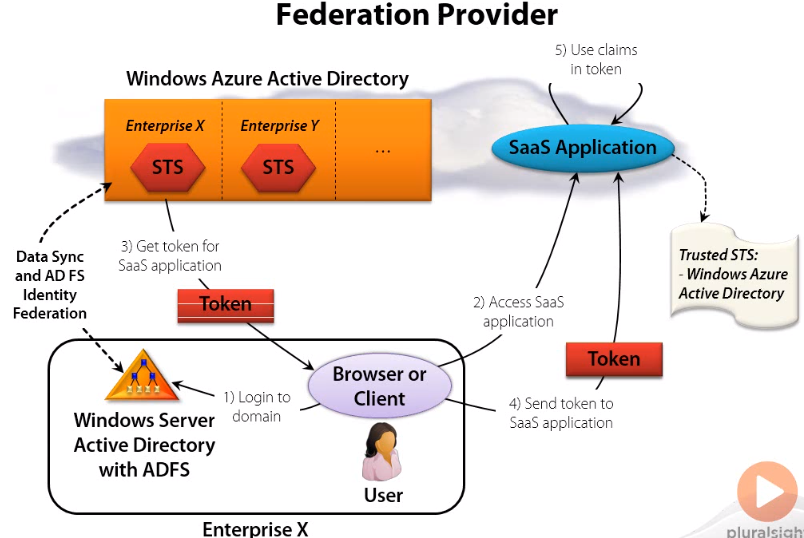 Federation Provider
5) Use claims
in token
Windows Azure Active Directory
Enterprise X
Enterprise Y
...
STS
STS
SaaS Application
3) Get token for
SaaS application
Data Sync
and AD FS
Identity
Federation
Trusted STS:
- Windows Azure
Active Directory
Token
2) Access SaaS
application
Token
Browser or
Client
1) Login to
domain
4) Send token to
SaaS application
Windows Server
Active Directory
with ADFS
User
Enterprise X
pluralsight